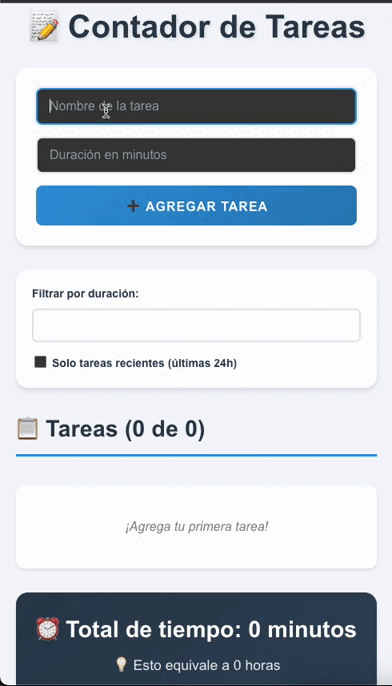 📝 Contador de Tareas
Nombre de la tarea
Duración en minutos
➕ AGREGAR TAREA
Filtrar por duración:
Solo tareas recientes (últimas 24h)
📋 Tareas (0 de 0)
¡Agrega tu primera tarea!
⏰ Total de tiempo: 0 minutos
💡 Esto equivale a 0 horas